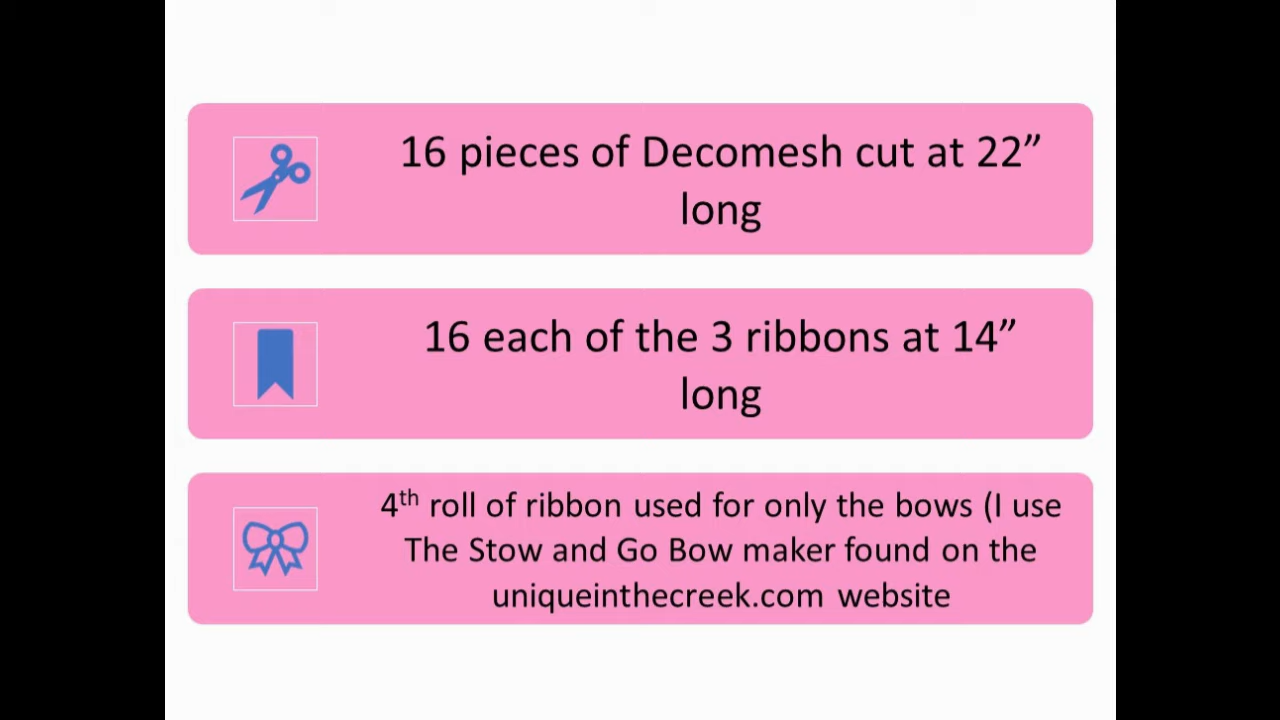 16 pieces of Decomesh cut at 22”
long
16 each of the 3 ribbons at 14”
long
4th roll of ribbon used for only the bows (I use
The Stow and Go Bow maker found on the
uniqueinthecreek.com website